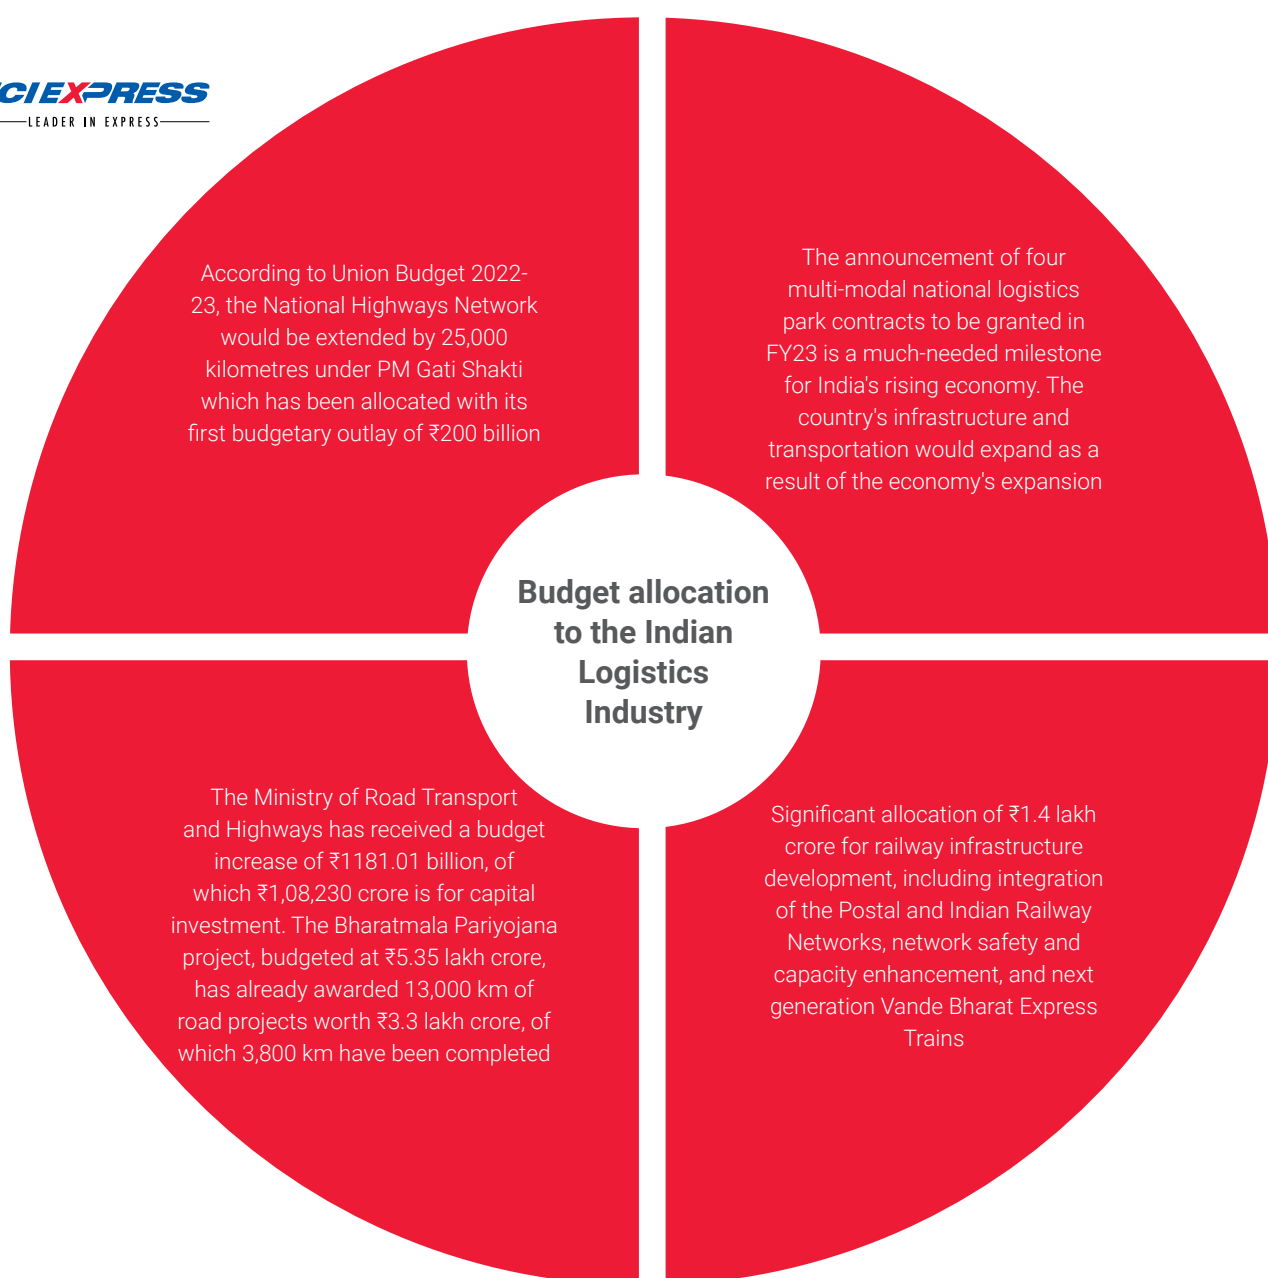 CIEXPRESS
LEADER IN EXPRESS
According to Union Budget 2022-
23, the National Highways Network
would be extended by 25,000
kilometres under PM Gati Shakti
which has been allocated with its
first budgetary outlay of ₹200 billion
The announcement of four
multi-modal national logistics
park contracts to be granted in
FY23 is a much-needed milestone
for India's rising economy. The
country's infrastructure and
transportation would expand as a
result of the economy's expansion
Budget allocation
to the Indian
Logistics
Industry
The Ministry of Road Transport
and Highways has received a budget
increase of ₹1181.01 billion, of
which ₹1,08,230 crore is for capital
investment. The Bharatmala Pariyojana
project, budgeted at ₹5.35 lakh crore,
has already awarded 13,000 km of
road projects worth ₹3.3 lakh crore, of
which 3,800 km have been completed
Significant allocation of ₹1.4 lakh
crore for railway infrastructure
development, including integration
of the Postal and Indian Railway
Networks, network safety and
capacity enhancement, and next
generation Vande Bharat Express
Trains